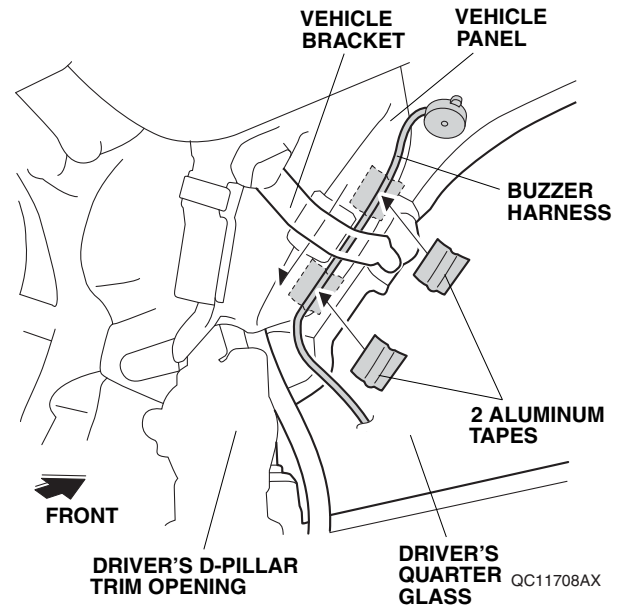 VEHICLE
BRACKET
VEHICLE
PANEL
BUZZER
HARNESS
2 ALUMINUM
TAPES
FRONT
DRIVER'S D-PILLAR
TRIM OPENING
DRIVER'S
QUARTER
GLASS
QC11708AX